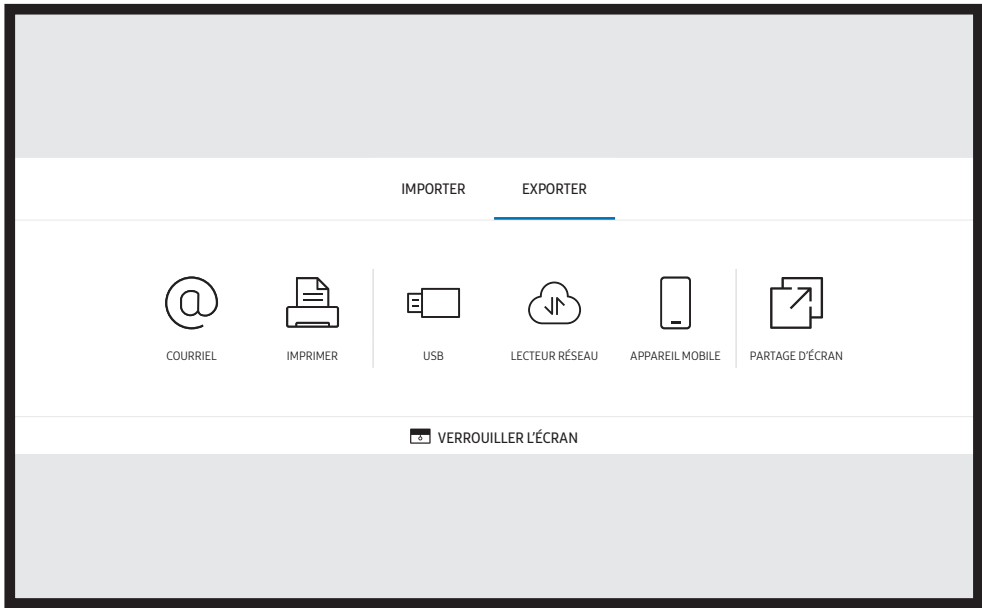 IMPORTER EXPORTER
COURRIEL IMPRIMER USB LECTEUR RÉSEAU APPAREIL MOBILE PARTAGE D'ÉCRAN
VERROUILLER L'ÉCRAN